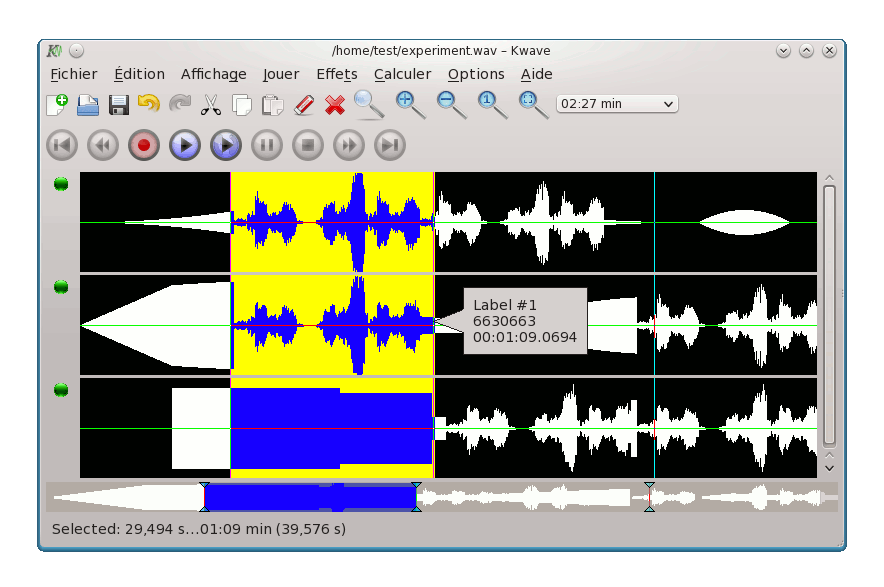 /home/test/experiment.wav – Kwave
Fichier Édition Affichage Jouer Effets Calculer Options Aide
1
02:27 min
Label #1
6630663
00:01:09.0694
Selected: 29,494 s...01:09 min (39,576 s)